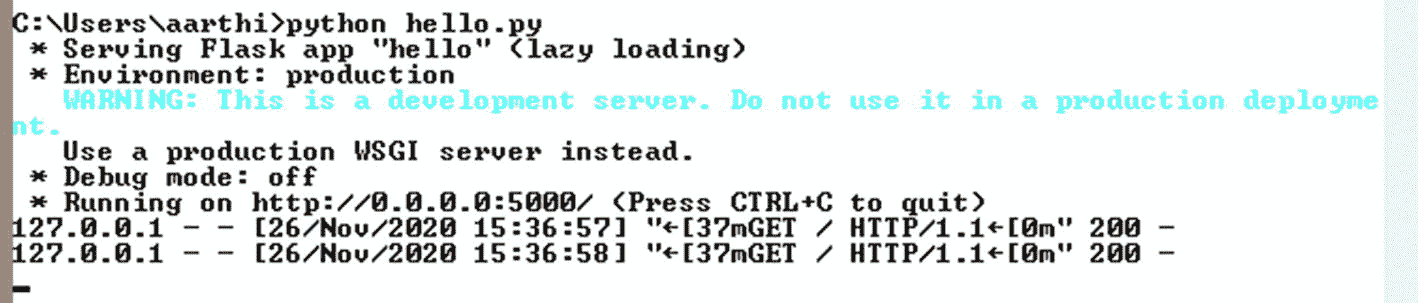 C:\Users\aarthi>python hello.py
 * Serving Flask app "hello" (lazy loading)
 * Environment: production
   WARNING: This is a development server. Do not use it in a production deployme
nt.
   Use a production WSGI server instead.
 * Debug mode: off
 * Running on http://0.0.0.0:5000/ (Press CTRL+C to quit)
127.0.0.1 - - [26/Nov/2020 15:36:57] "←[37mGET / HTTP/1.1←[0m" 200 -
127.0.0.1 - - [26/Nov/2020 15:36:58] "←[37mGET / HTTP/1.1←[0m" 200 -